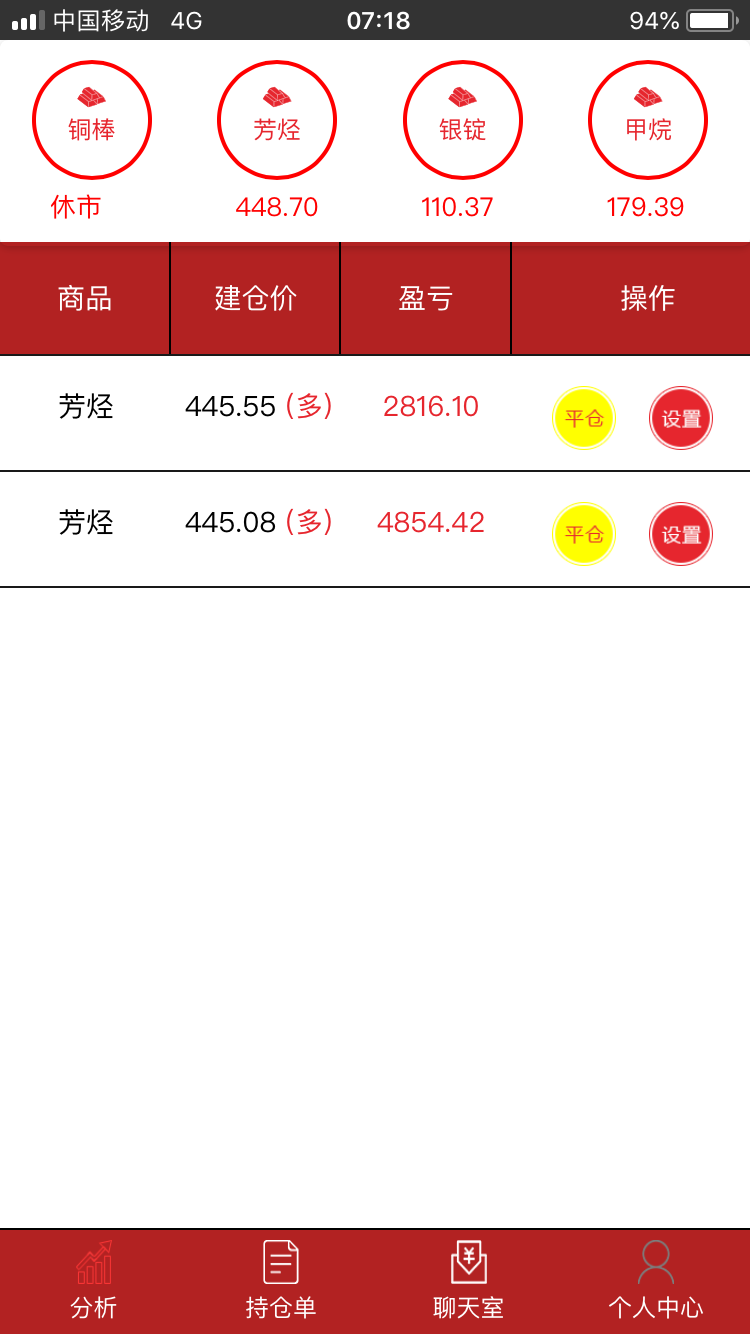 中国移动 4G 07:18 94%
铜棒 芳烃 银锭 甲烷
休市 448.70 110.37 179.39
商品 建仓价 盈亏 操作
芳烃 445.55 (多) 2816.10 平仓 设置
芳烃 445.08 (多) 4854.42 平仓 设置
分析 持仓单 聊天室 个人中心